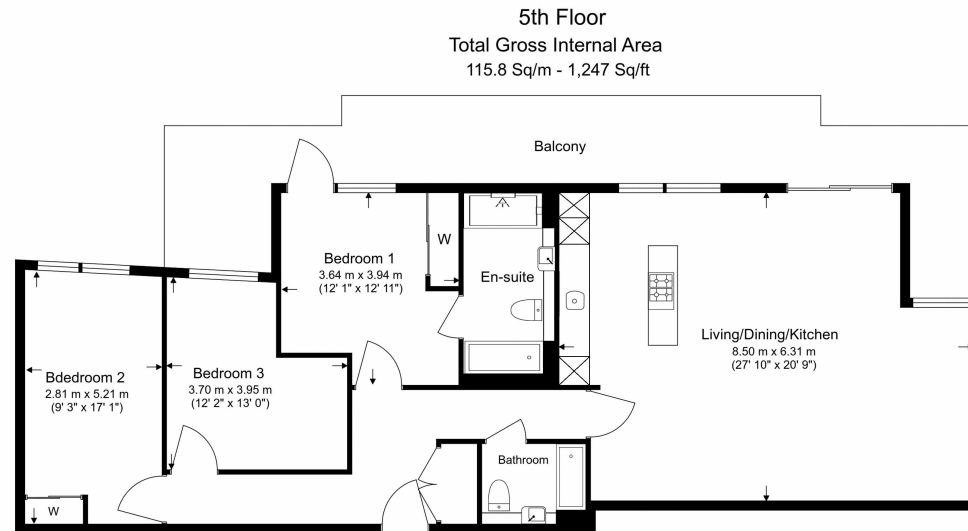 5th Floor
Total Gross Internal Area
115.8 Sq/m - 1,247 Sq/ft
Balcony
Bedroom 1
3.64 m x 3.94 m
(12' 1" x 12' 11")
W
En-suite
Living/Dining/Kitchen
8.50 m x 6.31 m
(27' 10" x 20' 9")
Bdedroom 2
2.81 m x 5.21 m
(9' 3" x 17' 1")
Bedroom 3
3.70 m x 3.95 m
(12' 2" x 13' 0")
Bathroom
W